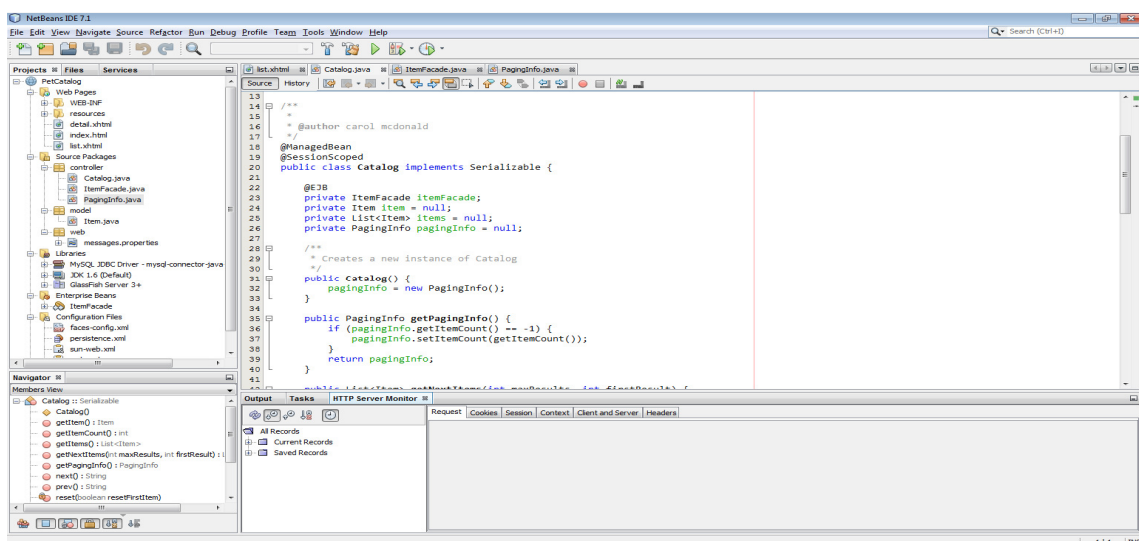 NetBeans IDE 7.1
File Edit View Navigate Source Refactor Run Debug Profile Team Tools Window Help
Search (Ctrl+I)
Projects Files Services
PetCatalog
Web Pages
WEB-INF
resources
detail.xhtml
index.html
list.xhtml
Source Packages
controller
Catalog.java
ItemFacade.java
PagingInfo.java
model
Item.java
web
messages.properties
Libraries
MySQL JDBC Driver - mysql-connector-java
JDK 1.6 (Default)
GlassFish Server 3+
Enterprise Beans
ItemFacade
Configuration Files
faces-config.xml
persistence.xml
sun-web.xml
Navigator
Members View
Catalog :: Serializable
Catalog()
getItem() : Item
getItemCount() : int
getItems() : List<Item>
getNextItems(int maxResults, int firstResult) : L
getPagingInfo() : PagingInfo
next() : String
prev() : String
reset(boolean resetFirstItem)
list.xhtml Catalog.java ItemFacade.java PagingInfo.java
Source History
13
14 /**
15 *
16 * @author carol mcdonald
17 */
18 @ManagedBean
19 @SessionScoped
20 public class Catalog implements Serializable {
21
22 @EJB
23 private ItemFacade itemFacade;
24 private Item item = null;
25 private List<Item> items = null;
26 private PagingInfo pagingInfo = null;
27
28 /**
29 * Creates a new instance of Catalog
30 */
31 public Catalog() {
32 pagingInfo = new PagingInfo();
33 }
34
35 public PagingInfo getPagingInfo() {
36 if (pagingInfo.getItemCount() == -1) {
37 pagingInfo.setItemCount(getItemCount());
38 }
39 return pagingInfo;
40 }
41
public List<Item> getNextItems(int maxResults, int firstResult) {
Output Tasks HTTP Server Monitor
All Records
Current Records
Saved Records
Request Cookies Session Context Client and Server Headers